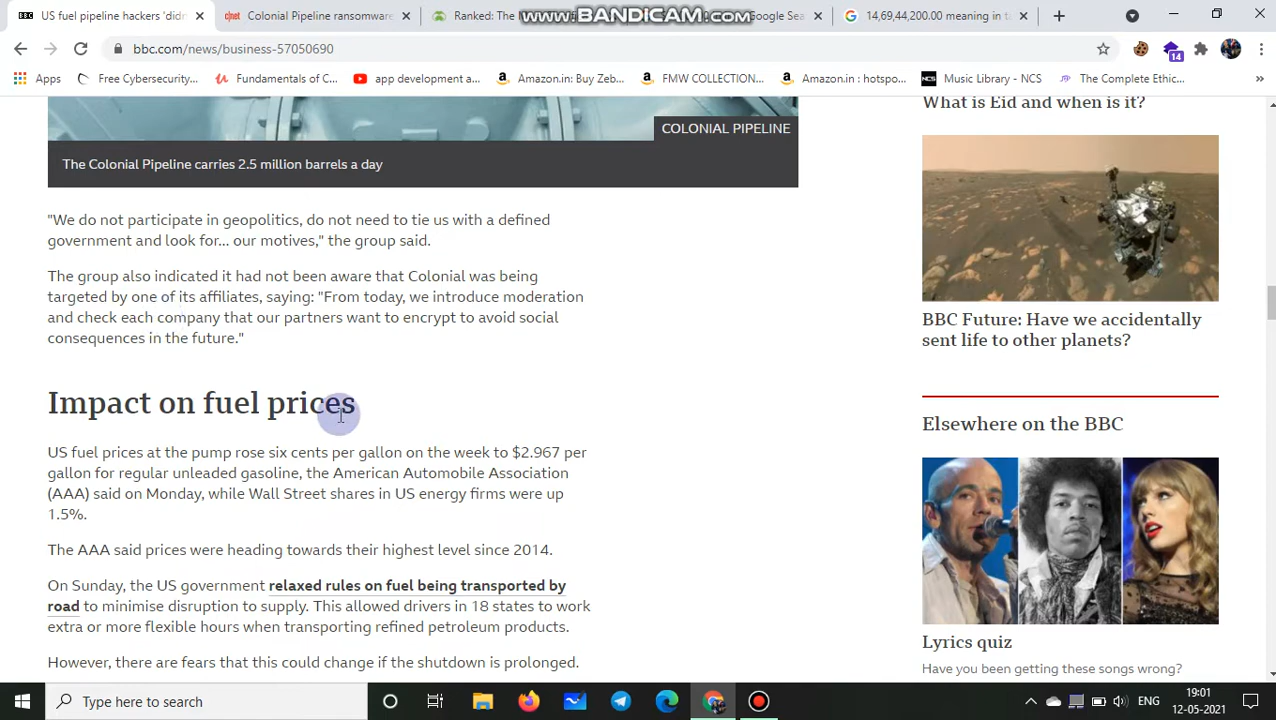 US fuel pipeline hackers 'didn
Colonial Pipeline ransomware
Ranked: The
www.BANDICAM.com
oogle Sea
14,69,44,200.00 meaning in t
bbc.com/news/business-57050690
14
Apps
Free Cybersecurity...
Fundamentals of C...
app development a...
Amazon.in: Buy Zeb...
FMW COLLECTION...
Amazon.in : hotspo...
NCS
Music Library - NCS
The Complete Ethic...
»
COLONIAL PIPELINE
The Colonial Pipeline carries 2.5 million barrels a day
"We do not participate in geopolitics, do not need to tie us with a defined
government and look for... our motives," the group said.
The group also indicated it had not been aware that Colonial was being
targeted by one of its affiliates, saying: "From today, we introduce moderation
and check each company that our partners want to encrypt to avoid social
consequences in the future."
Impact on fuel prices
US fuel prices at the pump rose six cents per gallon on the week to $2.967 per
gallon for regular unleaded gasoline, the American Automobile Association
(AAA) said on Monday, while Wall Street shares in US energy firms were up
1.5%.
The AAA said prices were heading towards their highest level since 2014.
On Sunday, the US government relaxed rules on fuel being transported by
road to minimise disruption to supply. This allowed drivers in 18 states to work
extra or more flexible hours when transporting refined petroleum products.
However, there are fears that this could change if the shutdown is prolonged.
What is Eid and when is it?
BBC Future: Have we accidentally
sent life to other planets?
Elsewhere on the BBC
Lyrics quiz
Have you been getting these songs wrong?
Type here to search
ENG
19:01
12-05-2021